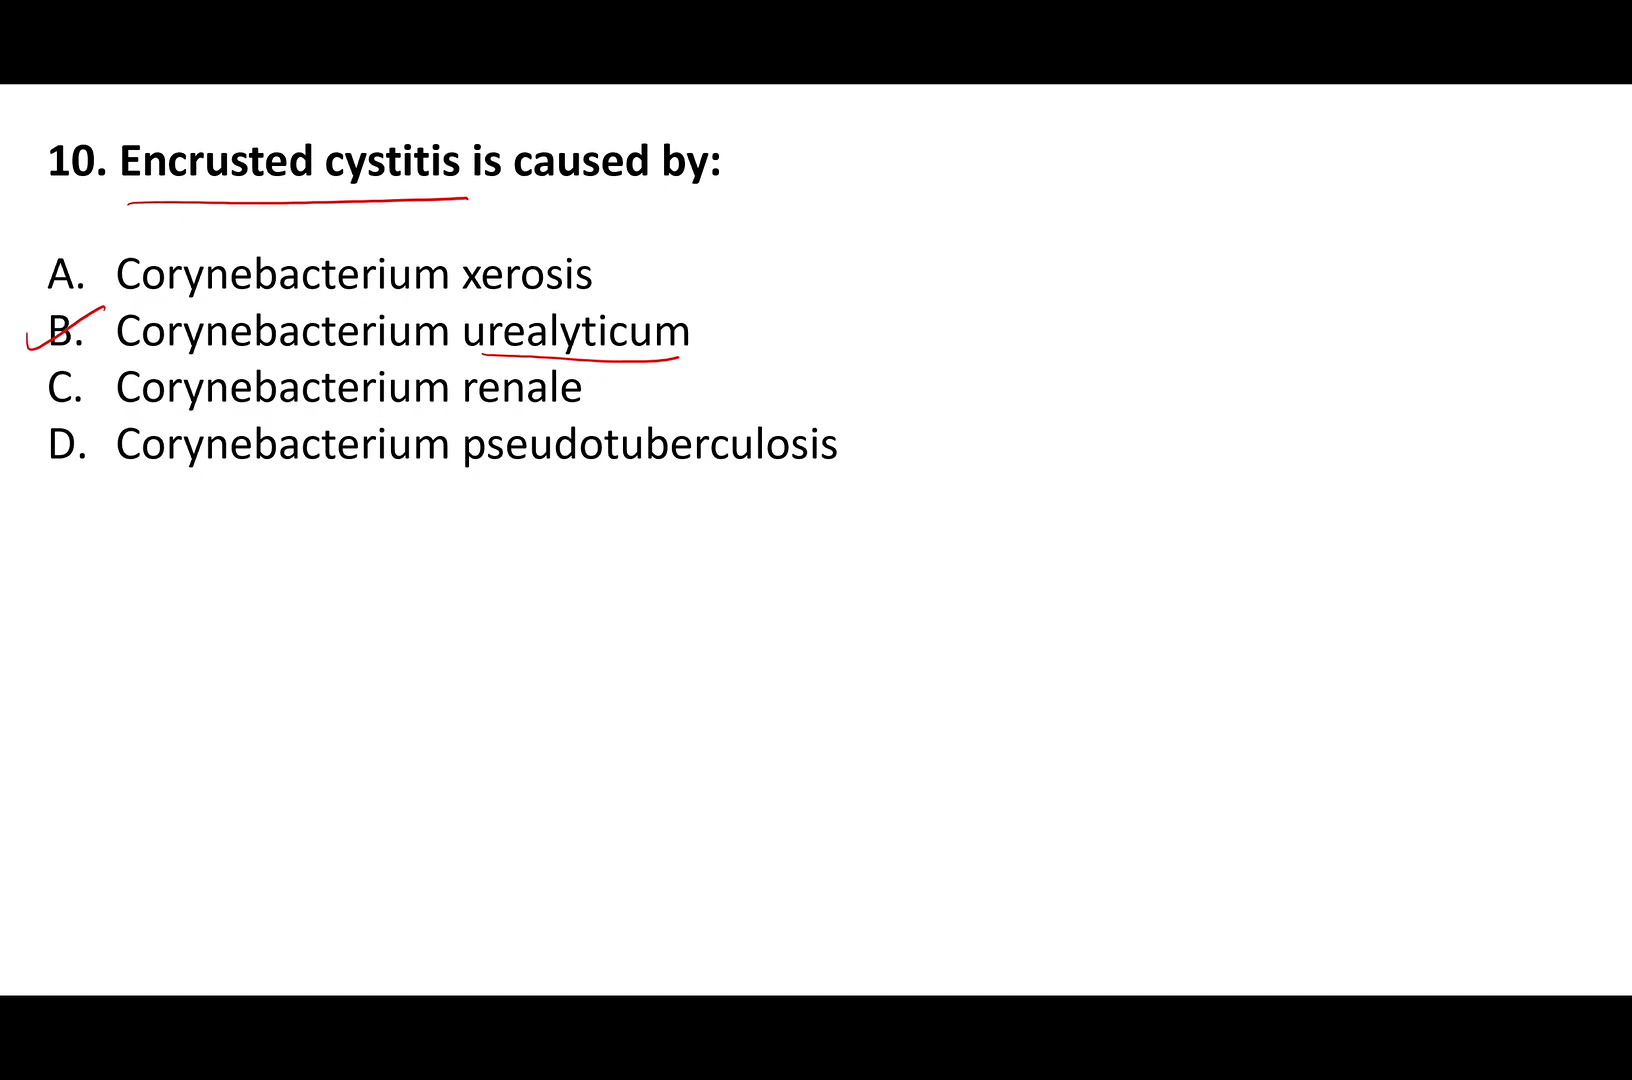 10. Encrusted cystitis is caused by:
A. Corynebacterium xerosis
B. Corynebacterium urealyticum
C. Corynebacterium renale
D. Corynebacterium pseudotuberculosis